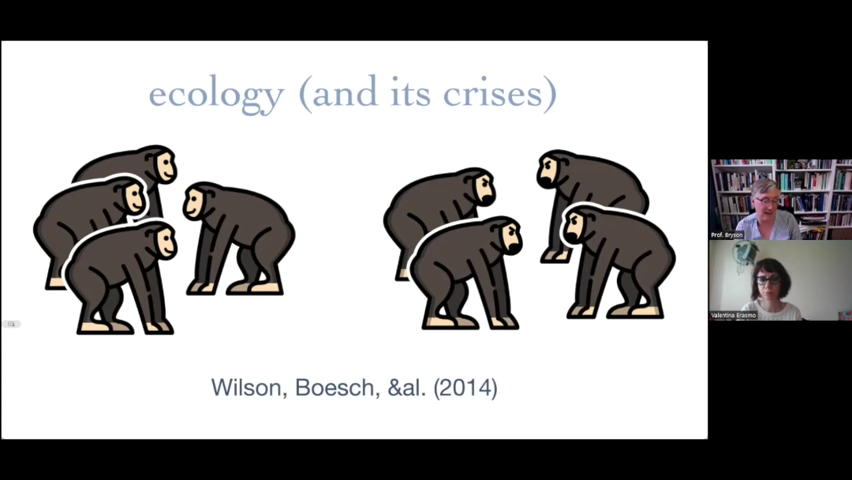 ecology (and its crises)
Wilson, Boesch, &al. (2014)
Prof. Bryson
Valentina Erasmo